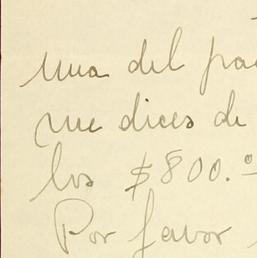 una del
me dices de
los $800.º
Por favor